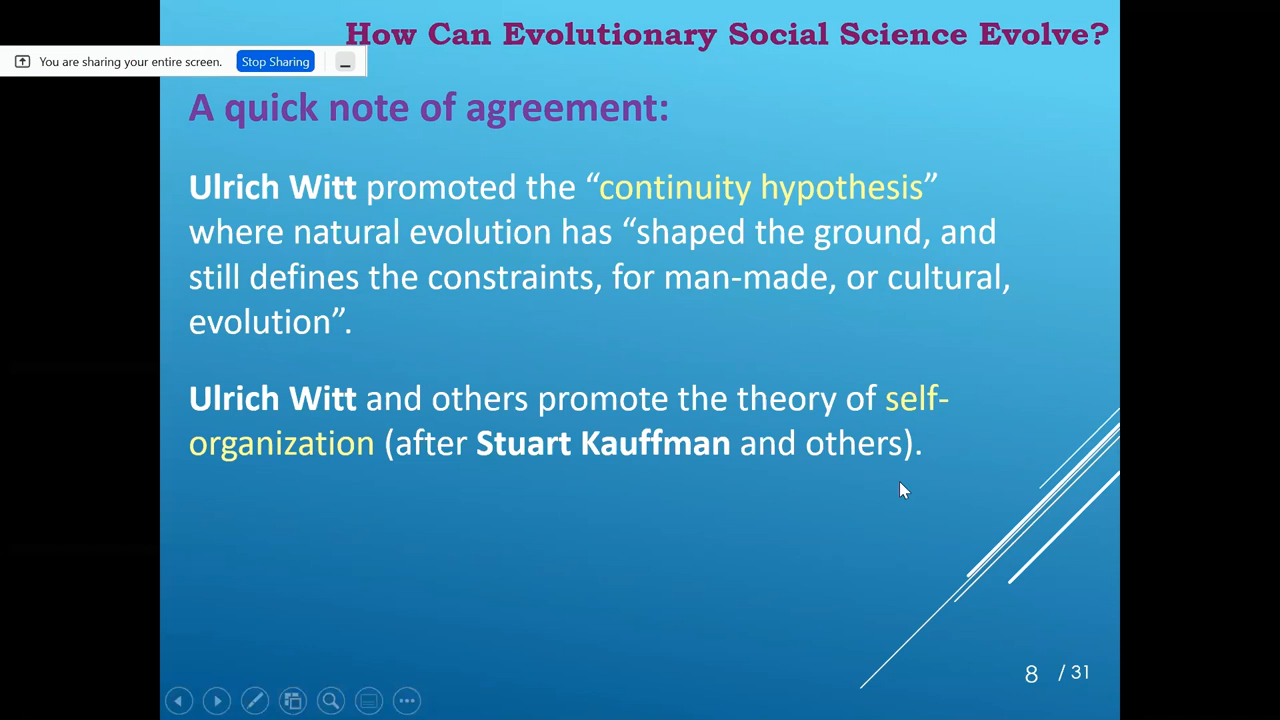 How Can Evolutionary Social Science Evolve?
You are sharing your entire screen. Stop Sharing
A quick note of agreement:
Ulrich Witt promoted the “continuity hypothesis”
where natural evolution has “shaped the ground, and
still defines the constraints, for man-made, or cultural,
evolution”.
Ulrich Witt and others promote the theory of self-
organization (after Stuart Kauffman and others).
8 / 31